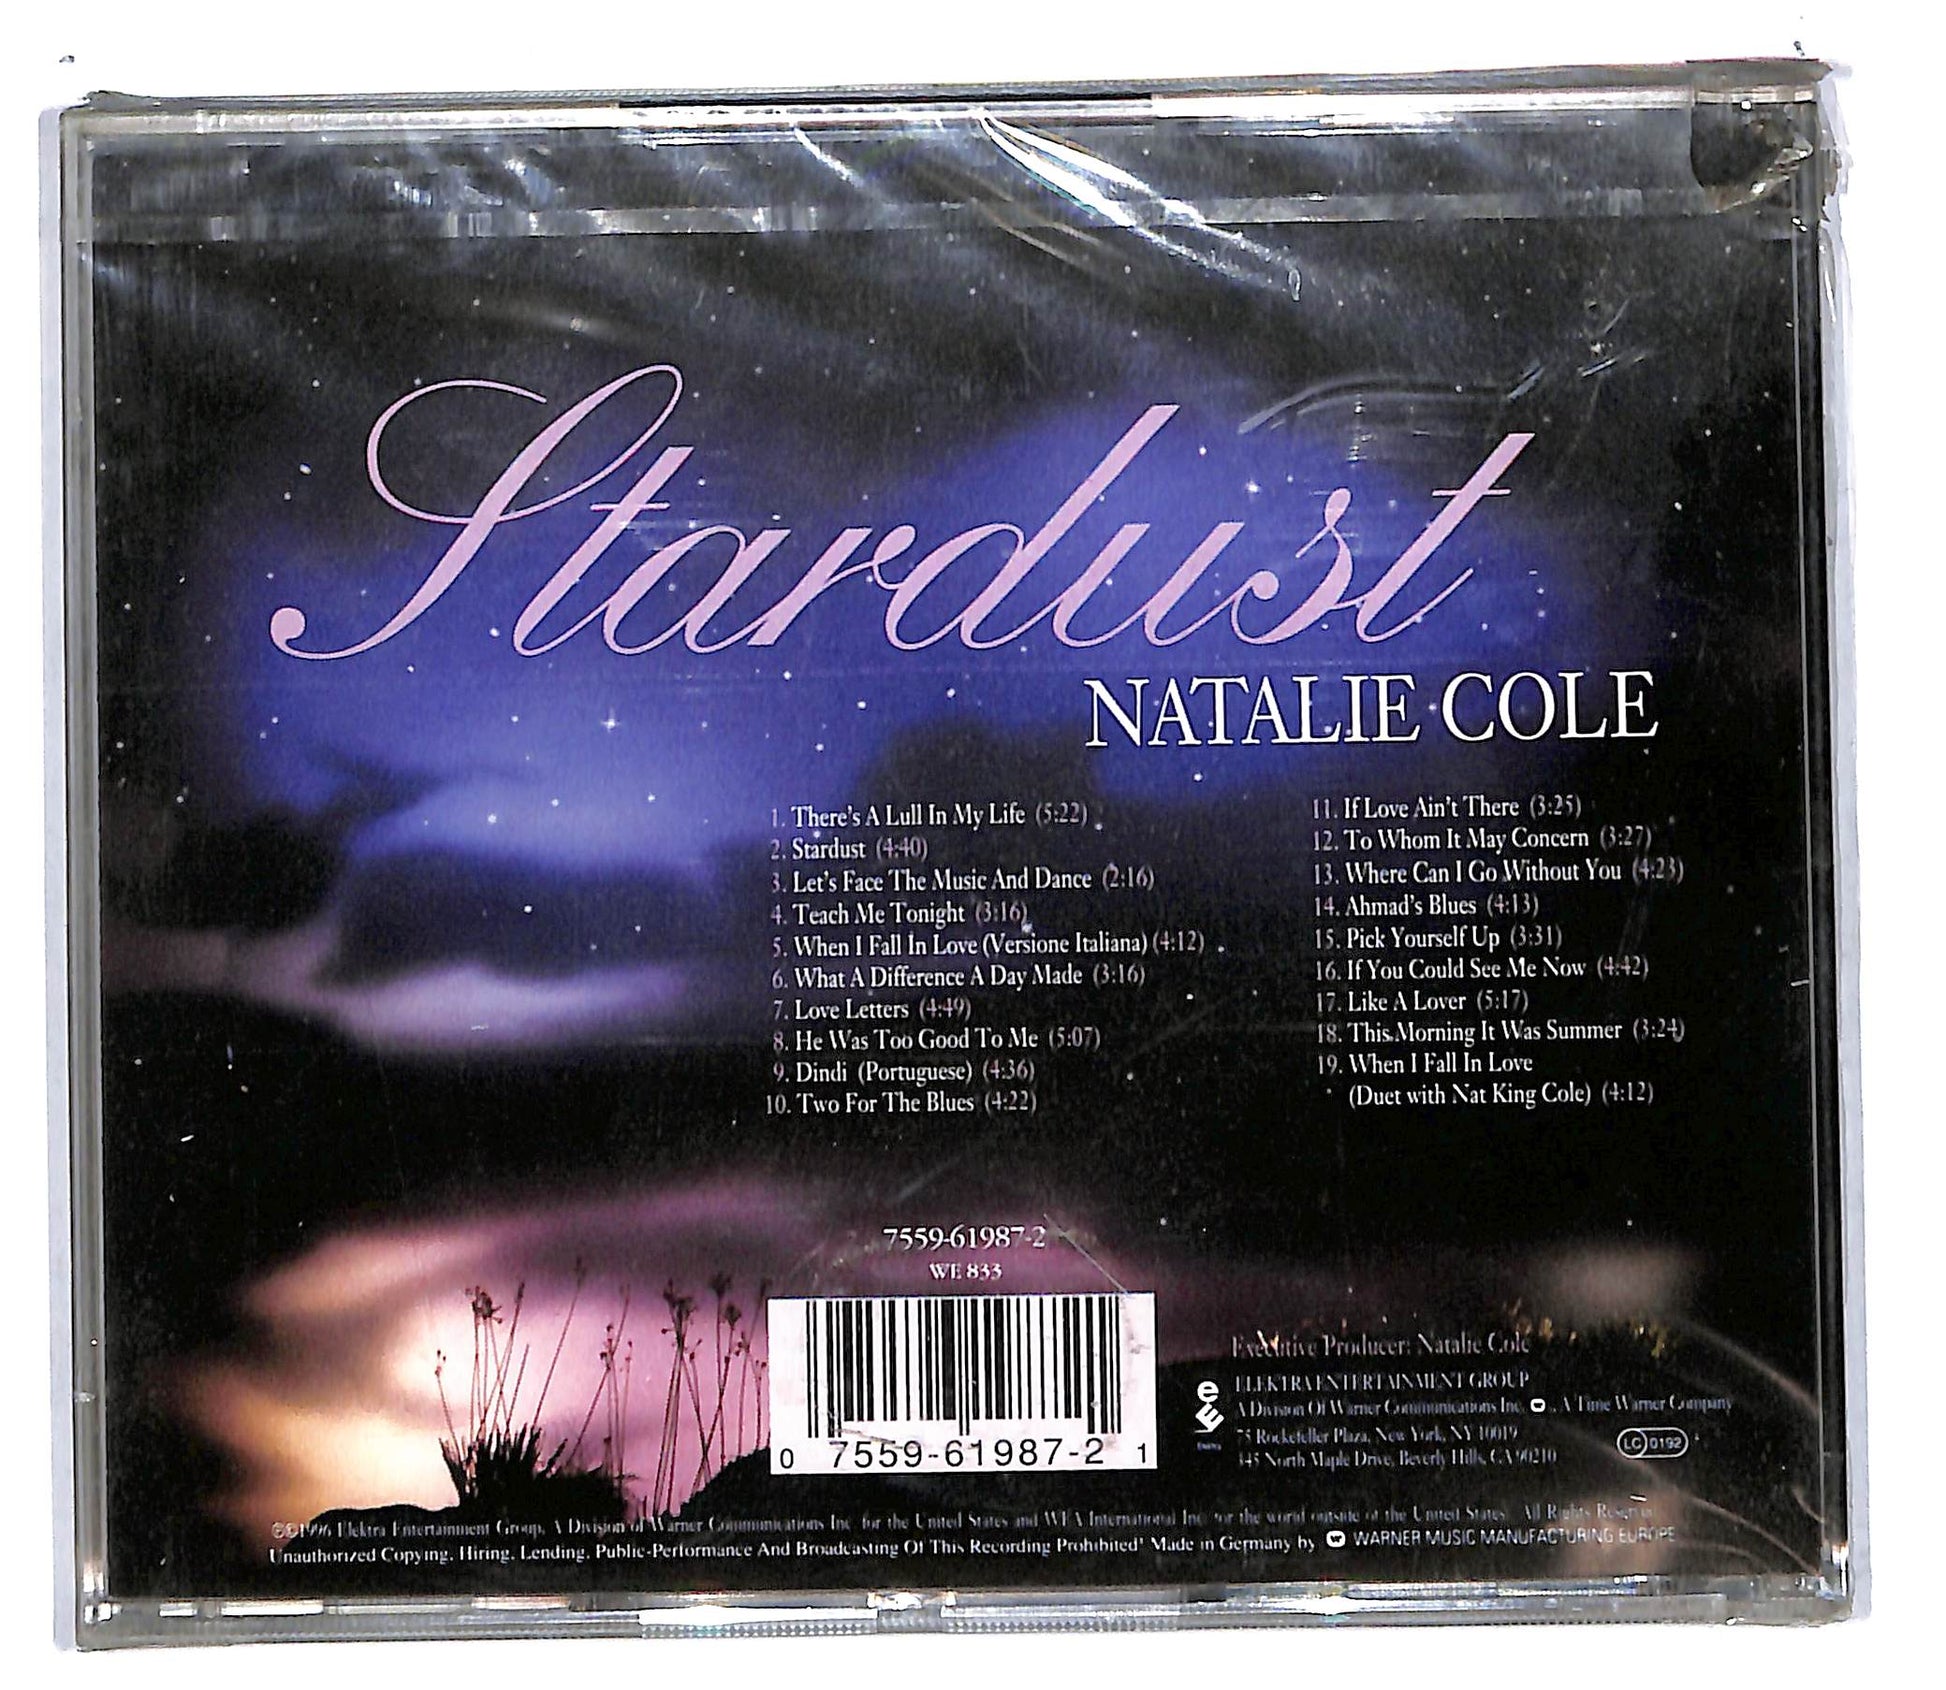 Stardust
NATALIE COLE
1. There's A Lull In My Life (5:22)
2. Stardust (4:40)
3. Let's Face The Music And Dance (2:16)
4. Teach Me Tonight (3:16)
5. When I Fall In Love (Versione Italiana) (4:12)
6. What A Difference A Day Made (3:16)
7. Love Letters (4:49)
8. He Was Too Good To Me (5:07)
9. Dindi (Portuguese) (4:36)
10. Two For The Blues (4:22)
11. If Love Ain't There (3:25)
12. To Whom It May Concern (3:27)
13. Where Can I Go Without You (4:23)
14. Ahmad's Blues (4:13)
15. Pick Yourself Up (3:31)
16. If You Could See Me Now (4:42)
17. Like A Lover (5:17)
18. This Morning It Was Summer (3:24)
19. When I Fall In Love
(Duet with Nat King Cole) (4:12)
7559-61987-2
WE 833
0 7559-61987-2 1
Executive Producer: Natalie Cole
ELEKTRA ENTERTAINMENT GROUP
A Division Of Warner Communications Inc. , A Time Warner Company
75 Rockefeller Plaza, New York, NY 10019
345 North Maple Drive, Beverly Hills, CA 90210
LC 0192
℗©1996 Elektra Entertainment Group, A Division of Warner Communications Inc. for the United States and WEA International Inc. for the world outside of the United States. All Rights
Unauthorized Copying, Hiring, Lending, Public-Performance And Broadcasting Of This Recording Prohibited! Made in Germany by WARNER MUSIC MANUFACTURING EUROPE